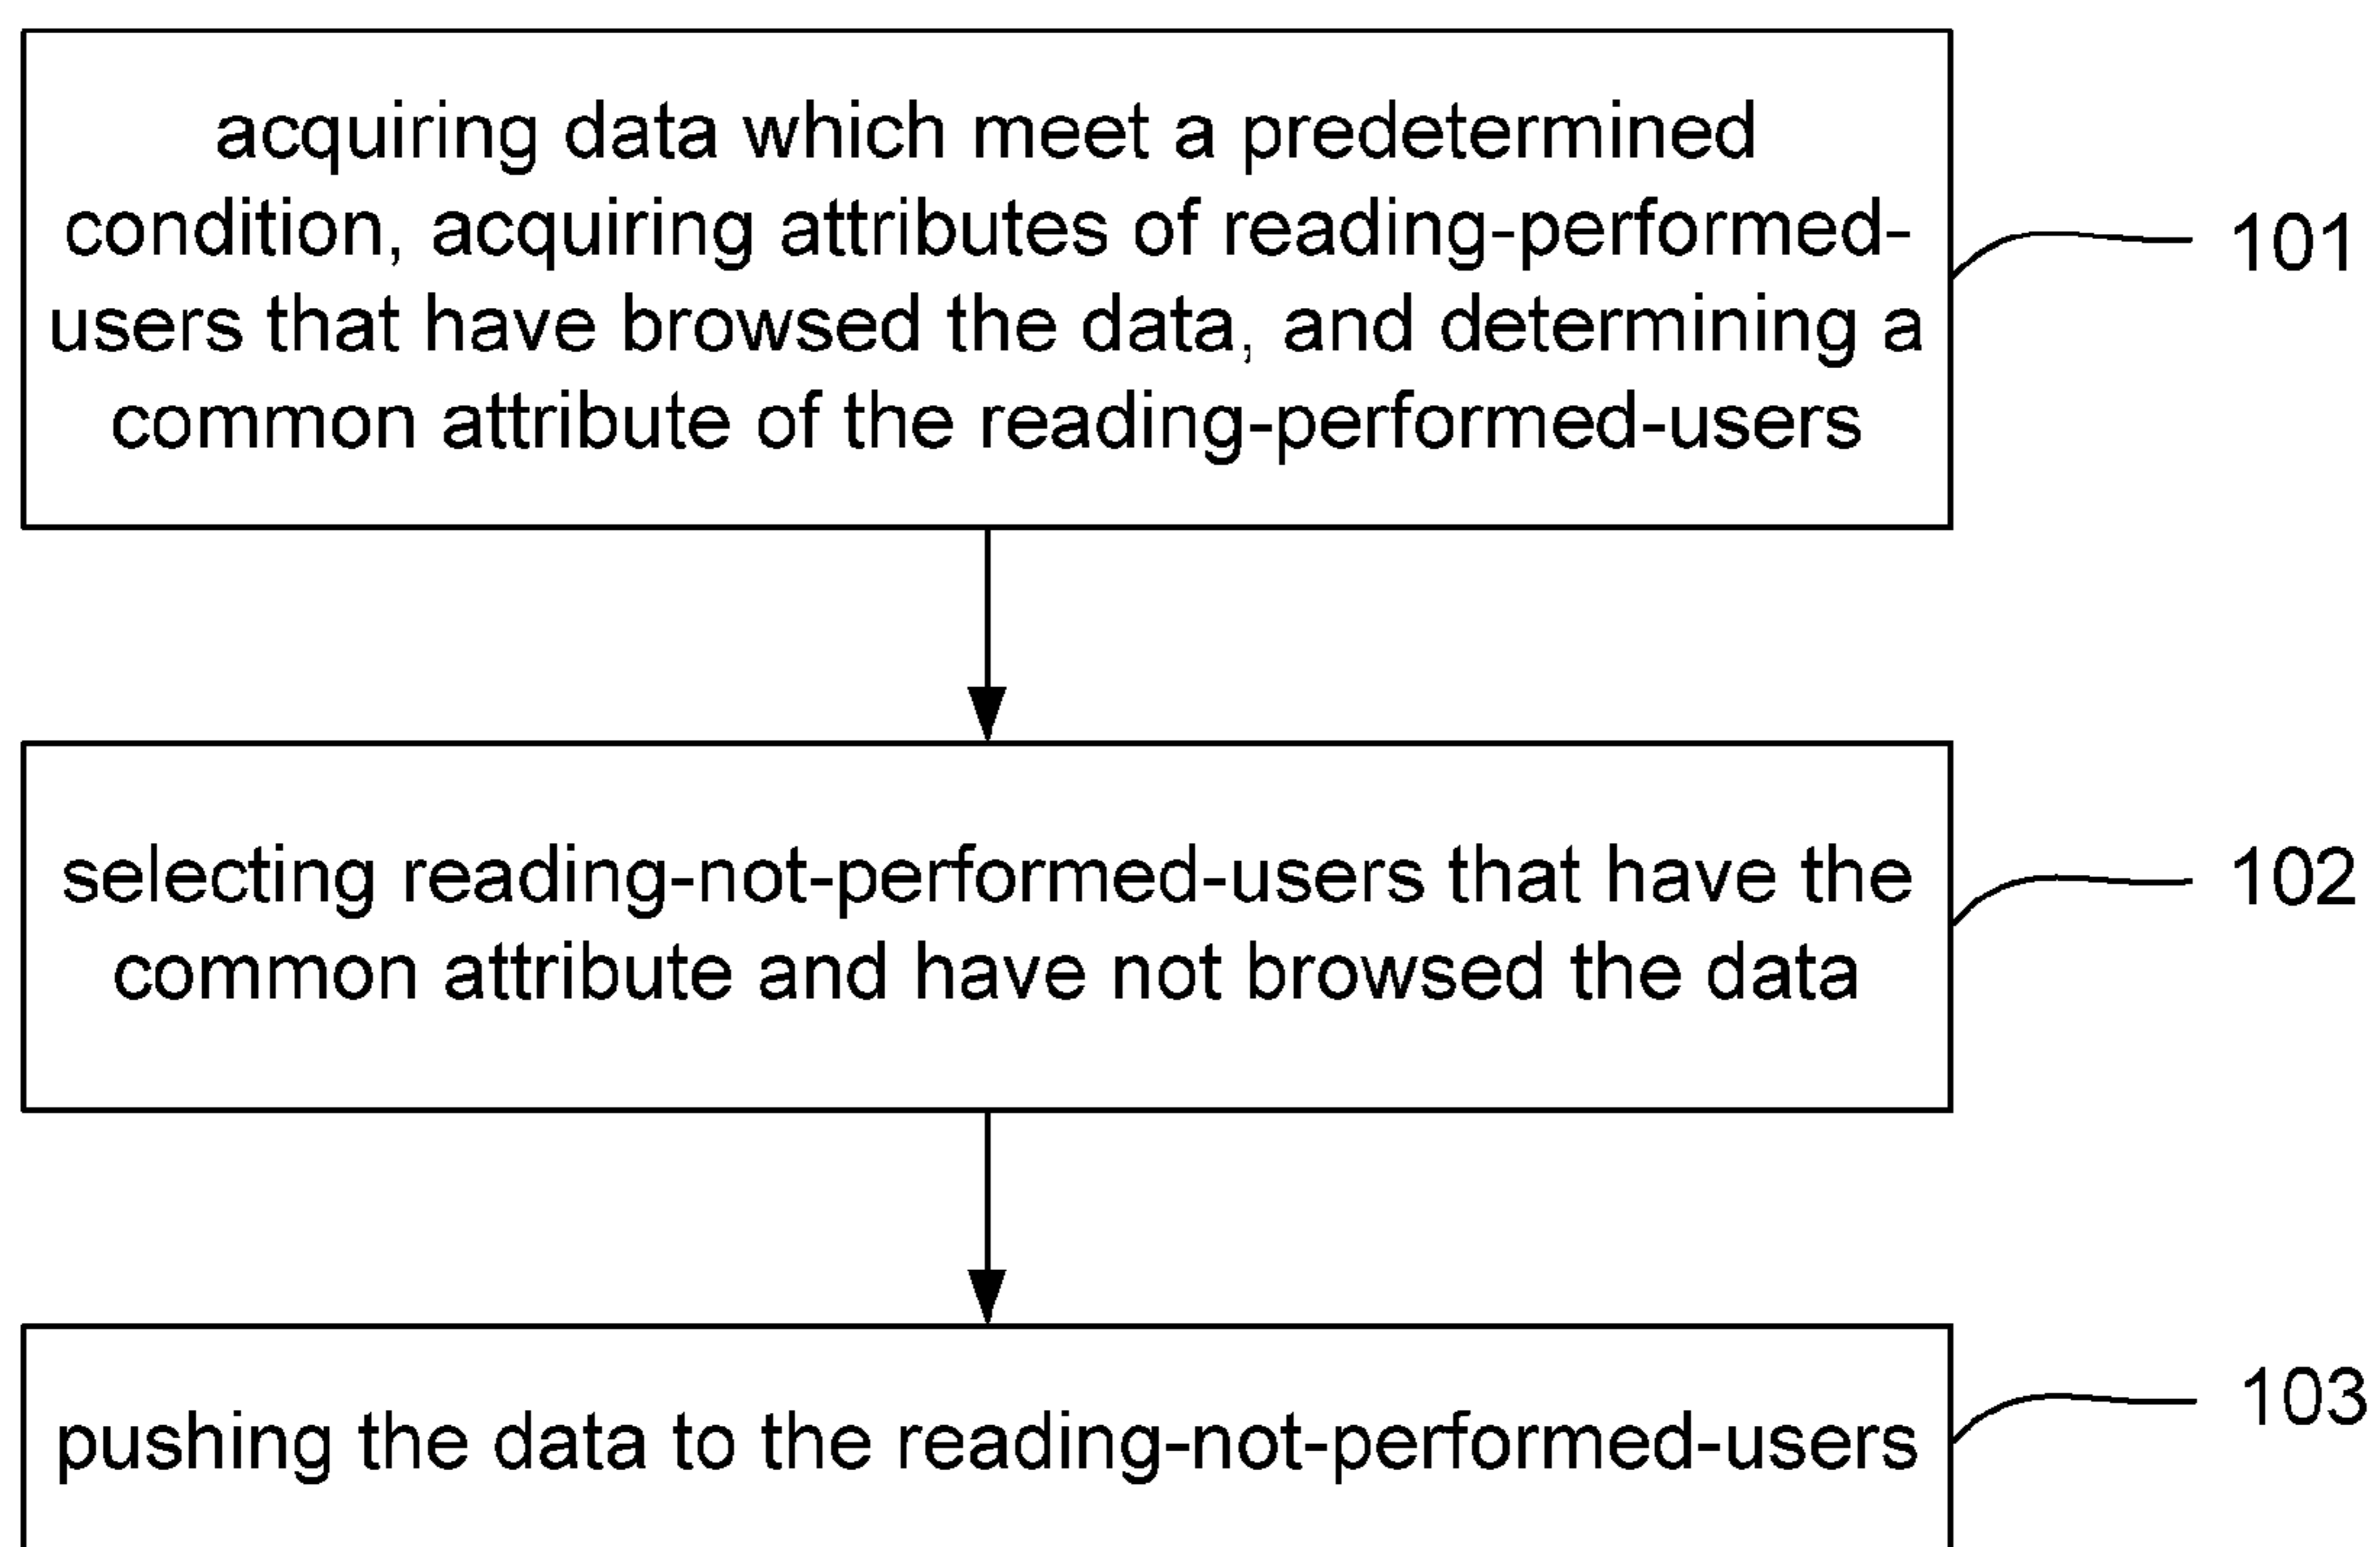 acquiring data which meet a predetermined
condition, acquiring attributes of reading-performed-
users that have browsed the data, and determining a
common attribute of the reading-performed-users
101
selecting reading-not-performed-users that have the
common attribute and have not browsed the data
102
pushing the data to the reading-not-performed-users
103